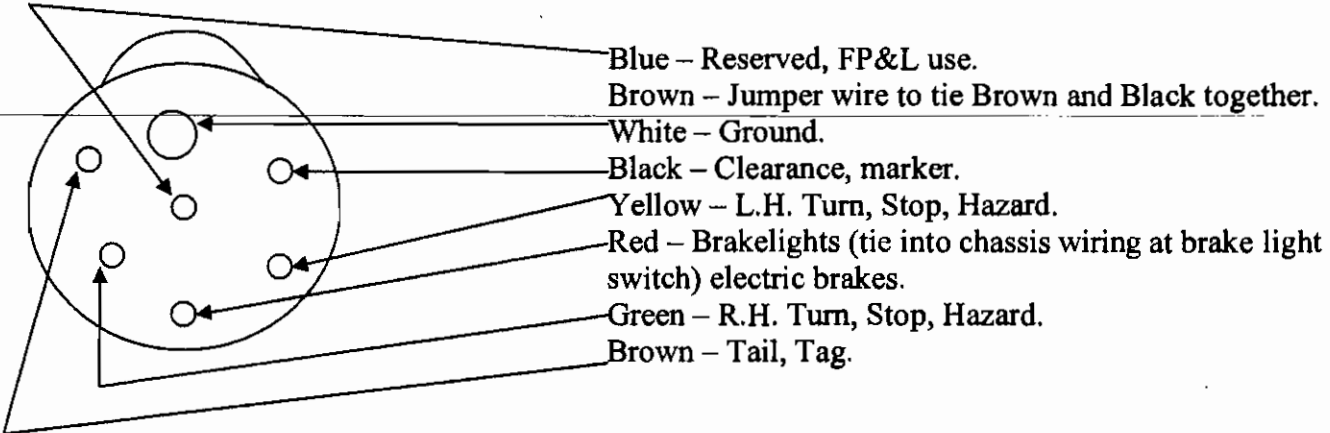 Blue – Reserved, FP&L use.
Brown – Jumper wire to tie Brown and Black together.
White – Ground.
Black – Clearance, marker.
Yellow – L.H. Turn, Stop, Hazard.
Red – Brakelights (tie into chassis wiring at brake light
switch) electric brakes.
Green – R.H. Turn, Stop, Hazard.
Brown – Tail, Tag.